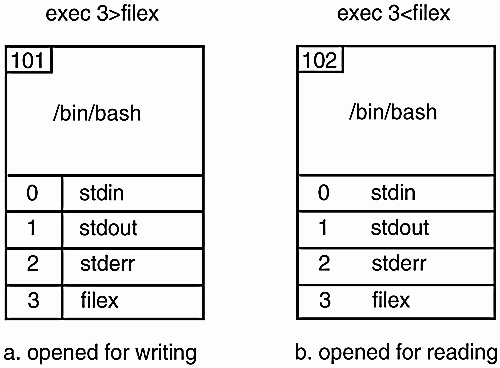 exec 3>filex
101
/bin/bash
0 stdin
1 stdout
2 stderr
3 filex
a. opened for writing
exec 3<filex
102
/bin/bash
0 stdin
1 stdout
2 stderr
3 filex
b. opened for reading